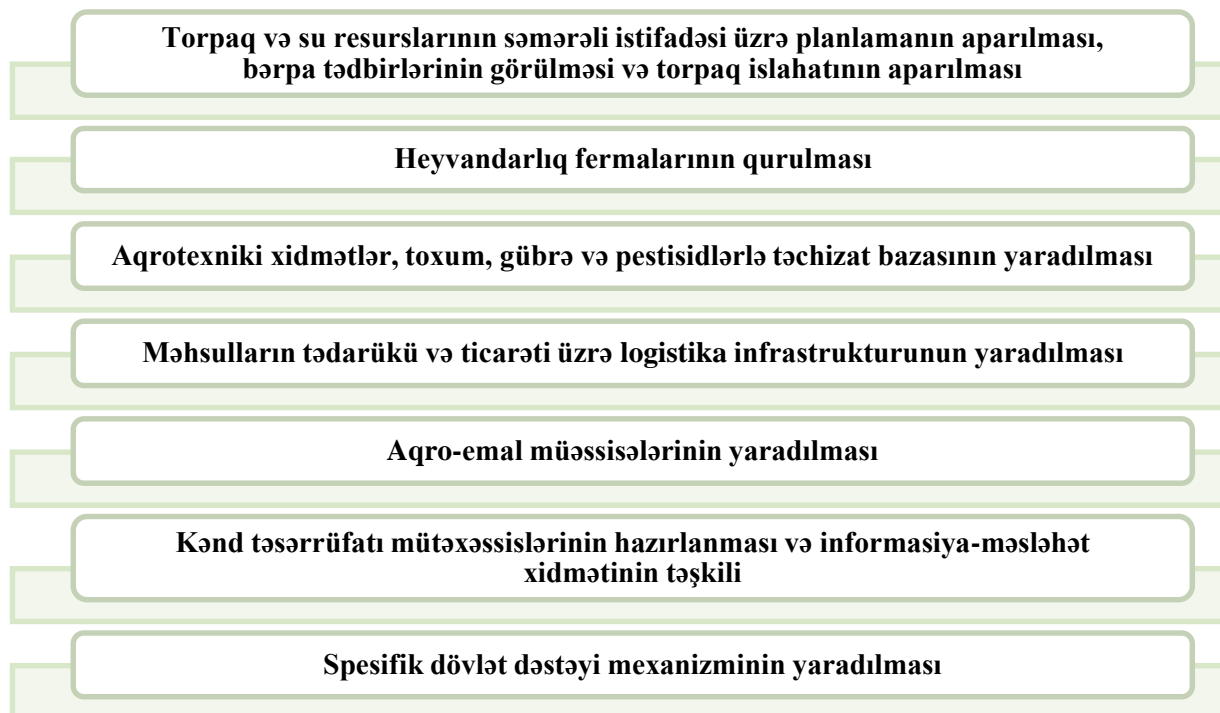 Torpaq və su resurslarının səmərəli istifadəsi üzrə planlamanın aparılması,
bərpa tədbirlərinin görülməsi və torpaq islahatının aparılması
Heyvandarlıq fermalarının qurulması
Aqrotexniki xidmətlər, toxum, gübrə və pestisidlərlə təchizat bazasının yaradılması
Məhsulların tədarükü və ticarəti üzrə logistika infrastrukturunun yaradılması
Aqro-emal müəssisələrinin yaradılması
Kənd təsərrüfatı mütəxəssislərinin hazırlanması və informasiya-məsləhət
xidmətinin təşkili
Spesifik dövlət dəstəyi mexanizminin yaradılması